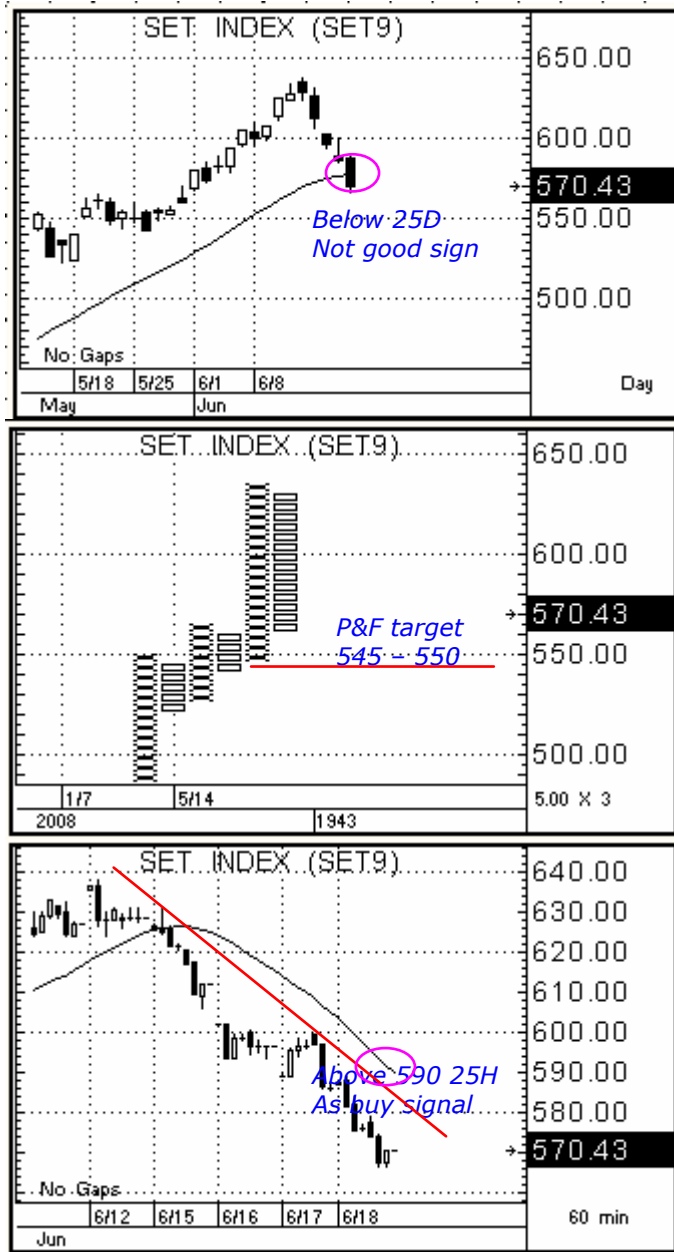 SET INDEX (SET9)
650.00
600.00
570.43
550.00
500.00
Below 25D
Not good sign
No Gaps
5/18 5/25 6/1 6/8
Day
May Jun
SET INDEX (SET9)
650.00
600.00
570.43
550.00
500.00
P&F target
545 – 550
1/7 5/14
5.00 X 3
2008 1943
SET INDEX (SET9)
640.00
630.00
620.00
610.00
600.00
590.00
580.00
570.43
Above 590 25H
As buy signal
No Gaps
6/12 6/15 6/16 6/17 6/18
60 min
Jun